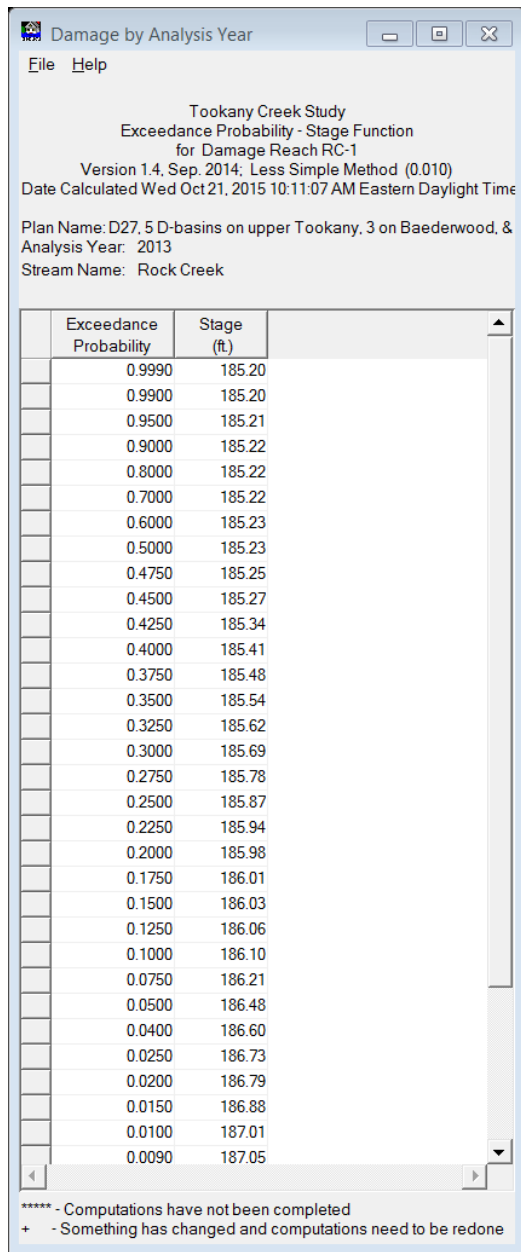 Damage by Analysis Year
File Help
Tookany Creek Study
Exceedance Probability - Stage Function
for Damage Reach RC-1
Version 1.4, Sep. 2014; Less Simple Method (0.010)
Date Calculated Wed Oct 21, 2015 10:11:07 AM Eastern Daylight Time
Plan Name: D27, 5 D-basins on upper Tookany, 3 on Baederwood, &
Analysis Year: 2013
Stream Name: Rock Creek
Exceedance Stage
Probability (ft.)
0.9990 185.20
0.9900 185.20
0.9500 185.21
0.9000 185.22
0.8000 185.22
0.7000 185.22
0.6000 185.23
0.5000 185.23
0.4750 185.25
0.4500 185.27
0.4250 185.34
0.4000 185.41
0.3750 185.48
0.3500 185.54
0.3250 185.62
0.3000 185.69
0.2750 185.78
0.2500 185.87
0.2250 185.94
0.2000 185.98
0.1750 186.01
0.1500 186.03
0.1250 186.06
0.1000 186.10
0.0750 186.21
0.0500 186.48
0.0400 186.60
0.0250 186.73
0.0200 186.79
0.0150 186.88
0.0100 187.01
0.0090 187.05
***** - Computations have not been completed
+ - Something has changed and computations need to be redone